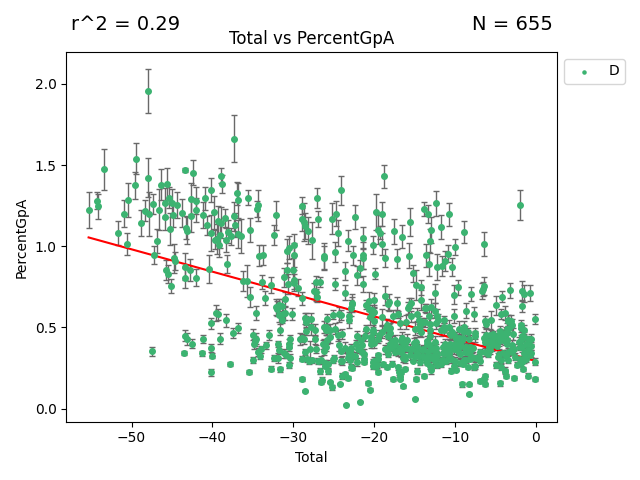 r^2 = 0.29
N = 655
Total vs PercentGpA
D
PercentGpA
2.0
1.5
1.0
0.5
0.0
−50
−40
−30
−20
−10
0
Total